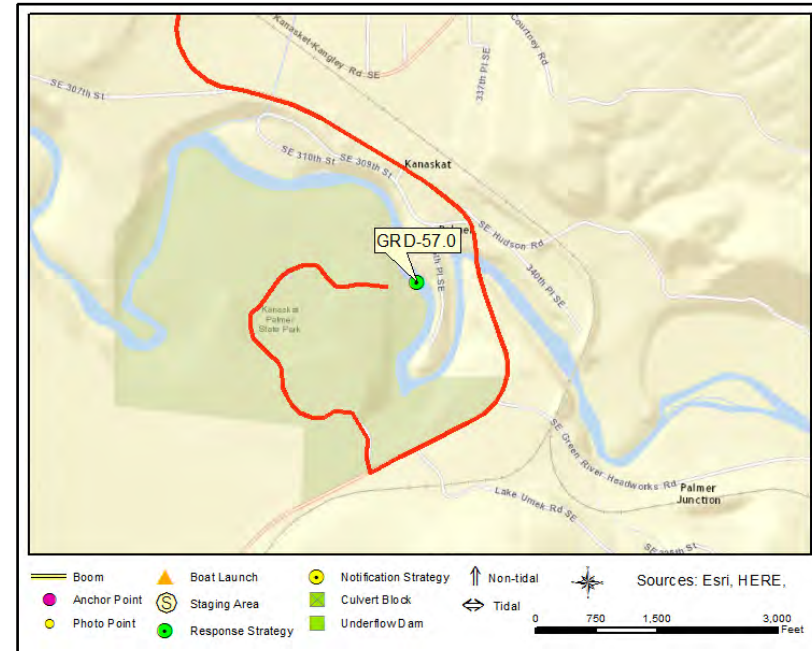 Kanasket-Kangley Rd SE
Courtney Rd
337th Pl SE
SE 307th St
SE 310th St
SE 309th St
Kanaskat
SE Hudson Rd
GRD-57.0
Pl SE
340th Pl SE
Kanaskat
Palmer
State Park
SE Green River Headworks Rd
Palmer
Junction
Lake Umek Rd SE
Boom
Boat Launch
Notification Strategy
Non-tidal
Sources: Esri, HERE,
Anchor Point
S
Staging Area
Culvert Block
Tidal
Photo Point
Response Strategy
Underflow Dam
0 750 1,500 3,000
Feet